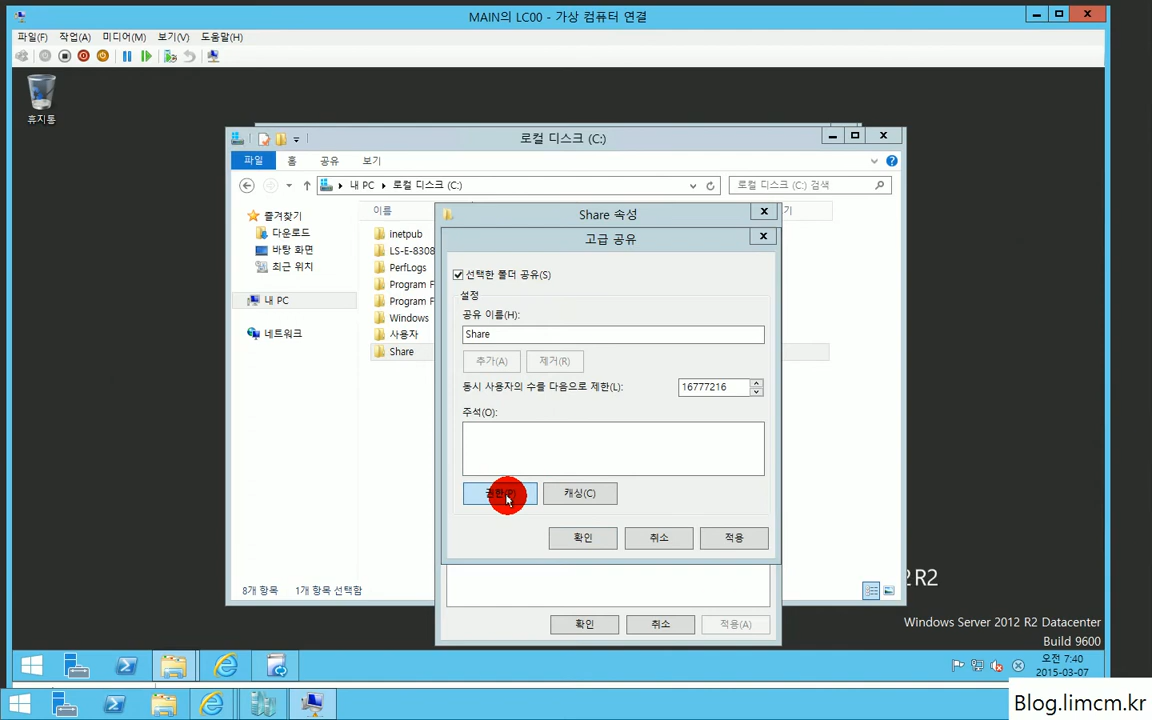 MAIN의 LC00 - 가상 컴퓨터 연결
파일(F) 작업(A) 미디어(M) 보기(V) 도움말(H)
휴지통
로컬 디스크 (C:)
파일 홈 공유 보기
내 PC 로컬 디스크 (C:)
로컬 디스크 (C:) 검색
이름
즐겨찾기
다운로드
바탕 화면
최근 위치
내 PC
네트워크
inetpub
LS-E-8308
PerfLogs
Program F
Program F
Windows
사용자
Share
Share 속성
고급 공유
선택한 폴더 공유(S)
설정
공유 이름(H):
Share
추가(A) 제거(R)
동시 사용자의 수를 다음으로 제한(L):
16777216
주석(O):
권한(P) 캐싱(C)
확인 취소 적용
확인 취소 적용(A)
8개 항목 1개 항목 선택함
2 R2
Windows Server 2012 R2 Datacenter
Build 9600
오전 7:40
2015-03-07
Blog.limcm.kr